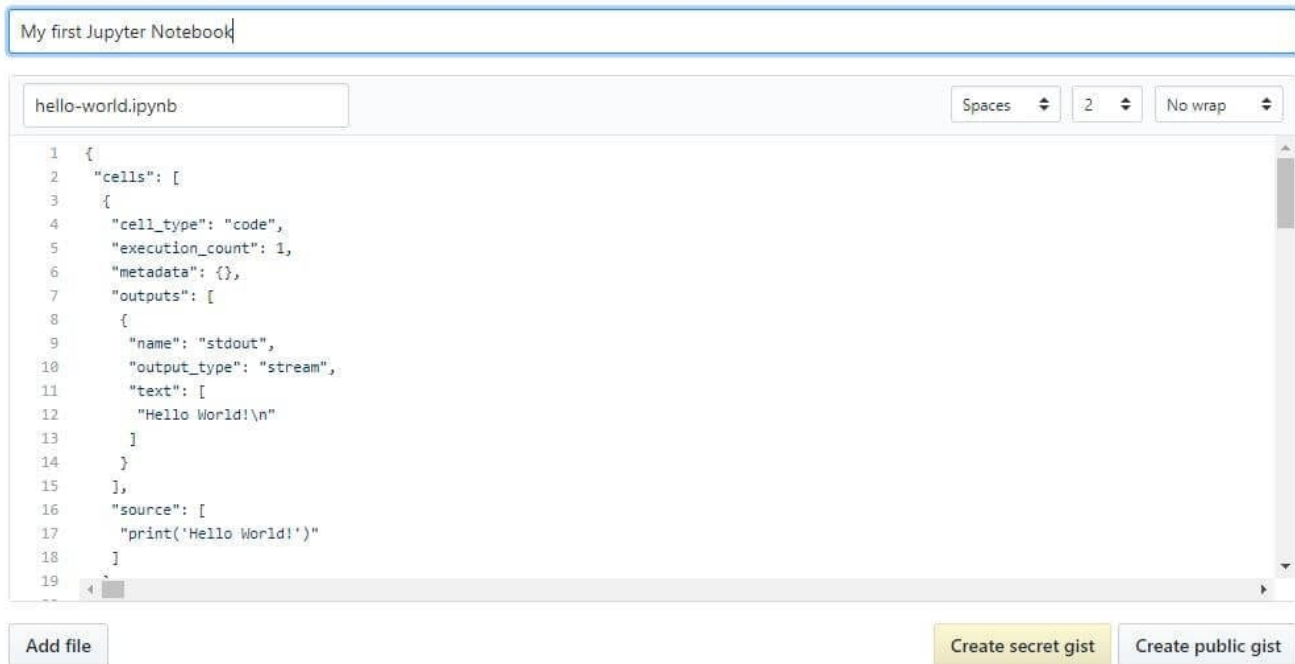 My first Jupyter Notebook
hello-world.ipynb Spaces 2 No wrap
1 {
2 "cells": [
3 {
4 "cell_type": "code",
5 "execution_count": 1,
6 "metadata": {},
7 "outputs": [
8 {
9 "name": "stdout",
10 "output_type": "stream",
11 "text": [
12 "Hello World!\n"
13 ]
14 }
15 ],
16 "source": [
17 "print('Hello World!')"
18 ]
19
Add file Create secret gist Create public gist